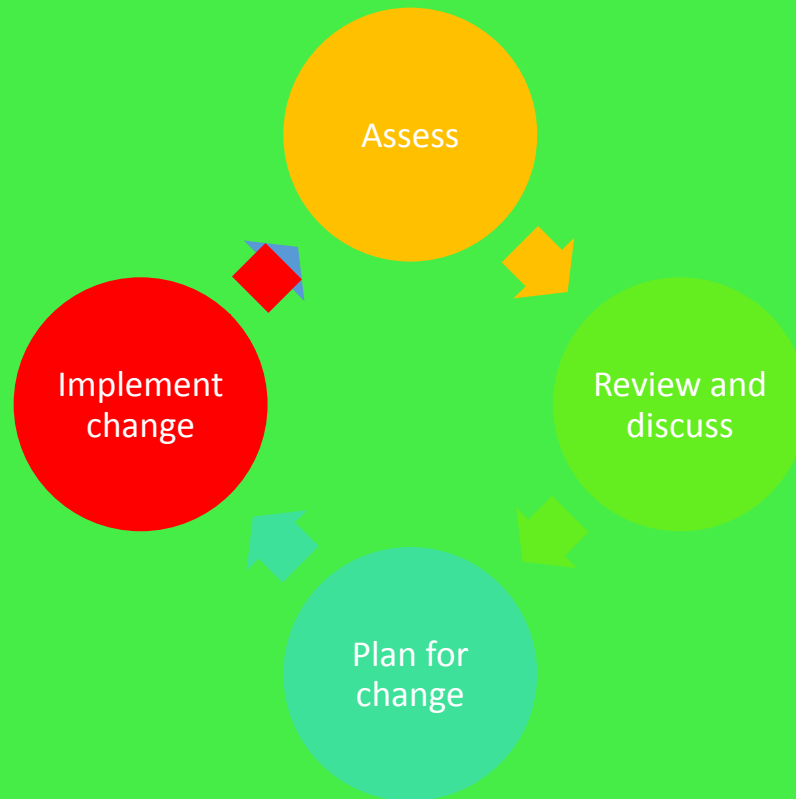 Assess
Review and
discuss
Plan for
change
Implement
change